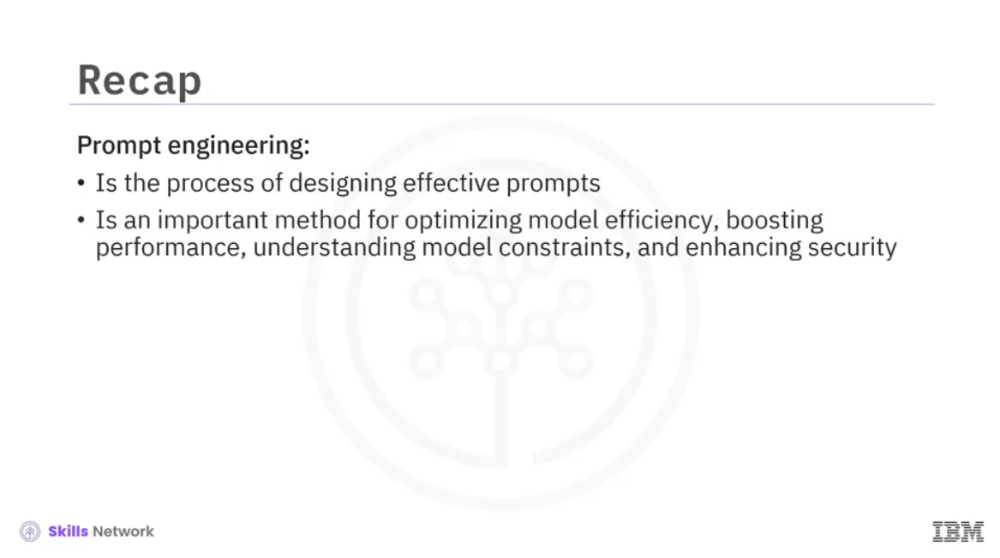 Recap
Prompt engineering:
• Is the process of designing effective prompts
• Is an important method for optimizing model efficiency, boosting
performance, understanding model constraints, and enhancing security
Skills Network
IBM